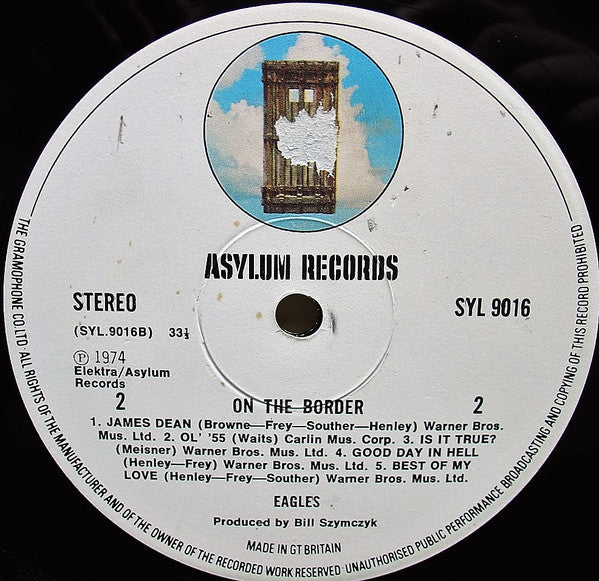 ASYLUM RECORDS
STEREO
SYL 9016
(SYL.9016B) 33⅓
Ⓟ 1974
Elektra/Asylum
Records
2 ON THE BORDER 2
1. JAMES DEAN (Browne—Frey—Souther—Henley) Warner Bros.
Mus. Ltd. 2. OL' '55 (Waits) Carlin Mus. Corp. 3. IS IT TRUE?
(Meisner) Warner Bros. Mus. Ltd. 4. GOOD DAY IN HELL
(Henley—Frey) Warner Bros. Mus. Ltd. 5. BEST OF MY
LOVE (Henley—Frey—Souther) Warner Bros. Mus. Ltd.
EAGLES
Produced by Bill Szymczyk
MADE IN GT BRITAIN
THE GRAMOPHONE CO.LTD·ALL RIGHTS OF THE MANUFACTURER AND OF THE OWNER OF THE RECORDED WORK RESERVED·UNAUTHORISED PUBLIC PERFORMANCE BROADCASTING AND COPYING OF THIS RECORD PROHIBITED